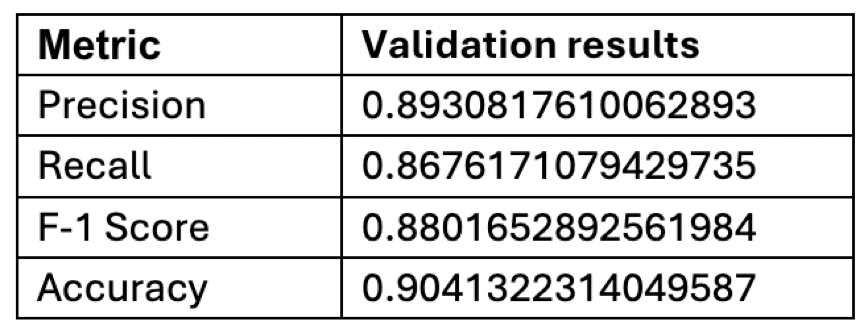 Metric Validation results
Precision 0.8930817610062893
Recall 0.8676171079429735
F-1 Score 0.8801652892561984
Accuracy 0.9041322314049587